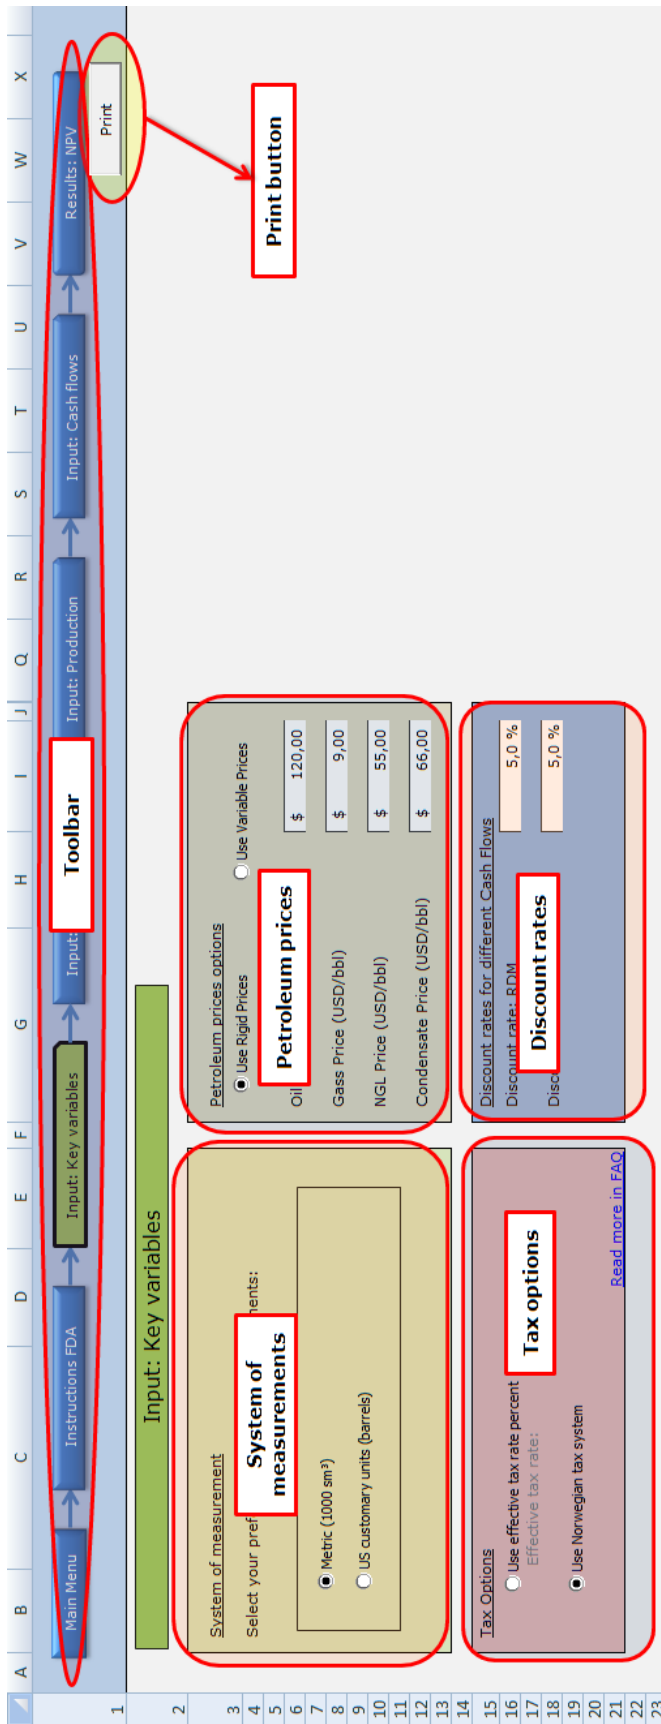 A B C D E F G H I J Q R S T U V W X
Main Menu
Instructions FDA
Input: Key variables
Input:
Toolbar
Input: Production
Input: Cash flows
Results: NPV
1
Print
Print button
2
Input: Key variables
3
4
5
6
7
8
9
10
11
12
13
14
15
16
17
18
19
20
21
22
23
System of measurement
Select your pref
ments:
System of
measurements
Metric (1000 sm³)
US customary units (barrels)
Petroleum prices options
Use Rigid Prices
Use Variable Prices
Petroleum prices
Oil
$ 120,00
Gass Price (USD/bbl)
$ 9,00
NGL Price (USD/bbl)
$ 55,00
Condensate Price (USD/bbl)
$ 66,00
Tax Options
Use effective tax rate percent
Effective tax rate:
Tax options
Use Norwegian tax system
Read more in FAQ
Discount rates for different Cash Flows
Discount rate: RDM
5,0 %
Discount rates
Disc
5,0 %